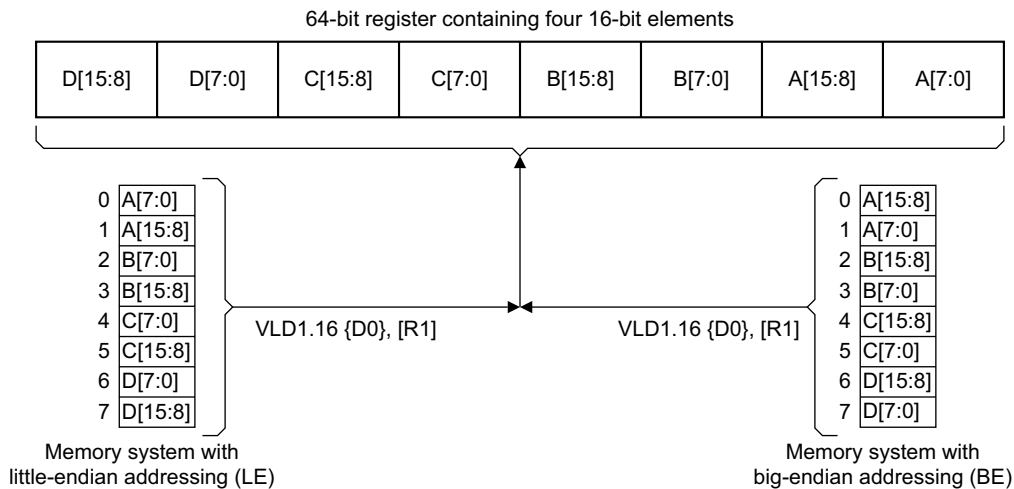 64-bit register containing four 16-bit elements
D[15:8] D[7:0] C[15:8] C[7:0] B[15:8] B[7:0] A[15:8] A[7:0]
0 A[7:0]
1 A[15:8]
2 B[7:0]
3 B[15:8]
4 C[7:0]
5 C[15:8]
6 D[7:0]
7 D[15:8]
VLD1.16 {D0}, [R1]
Memory system with
little-endian addressing (LE)
VLD1.16 {D0}, [R1]
0 A[15:8]
1 A[7:0]
2 B[15:8]
3 B[7:0]
4 C[15:8]
5 C[7:0]
6 D[15:8]
7 D[7:0]
Memory system with
big-endian addressing (BE)